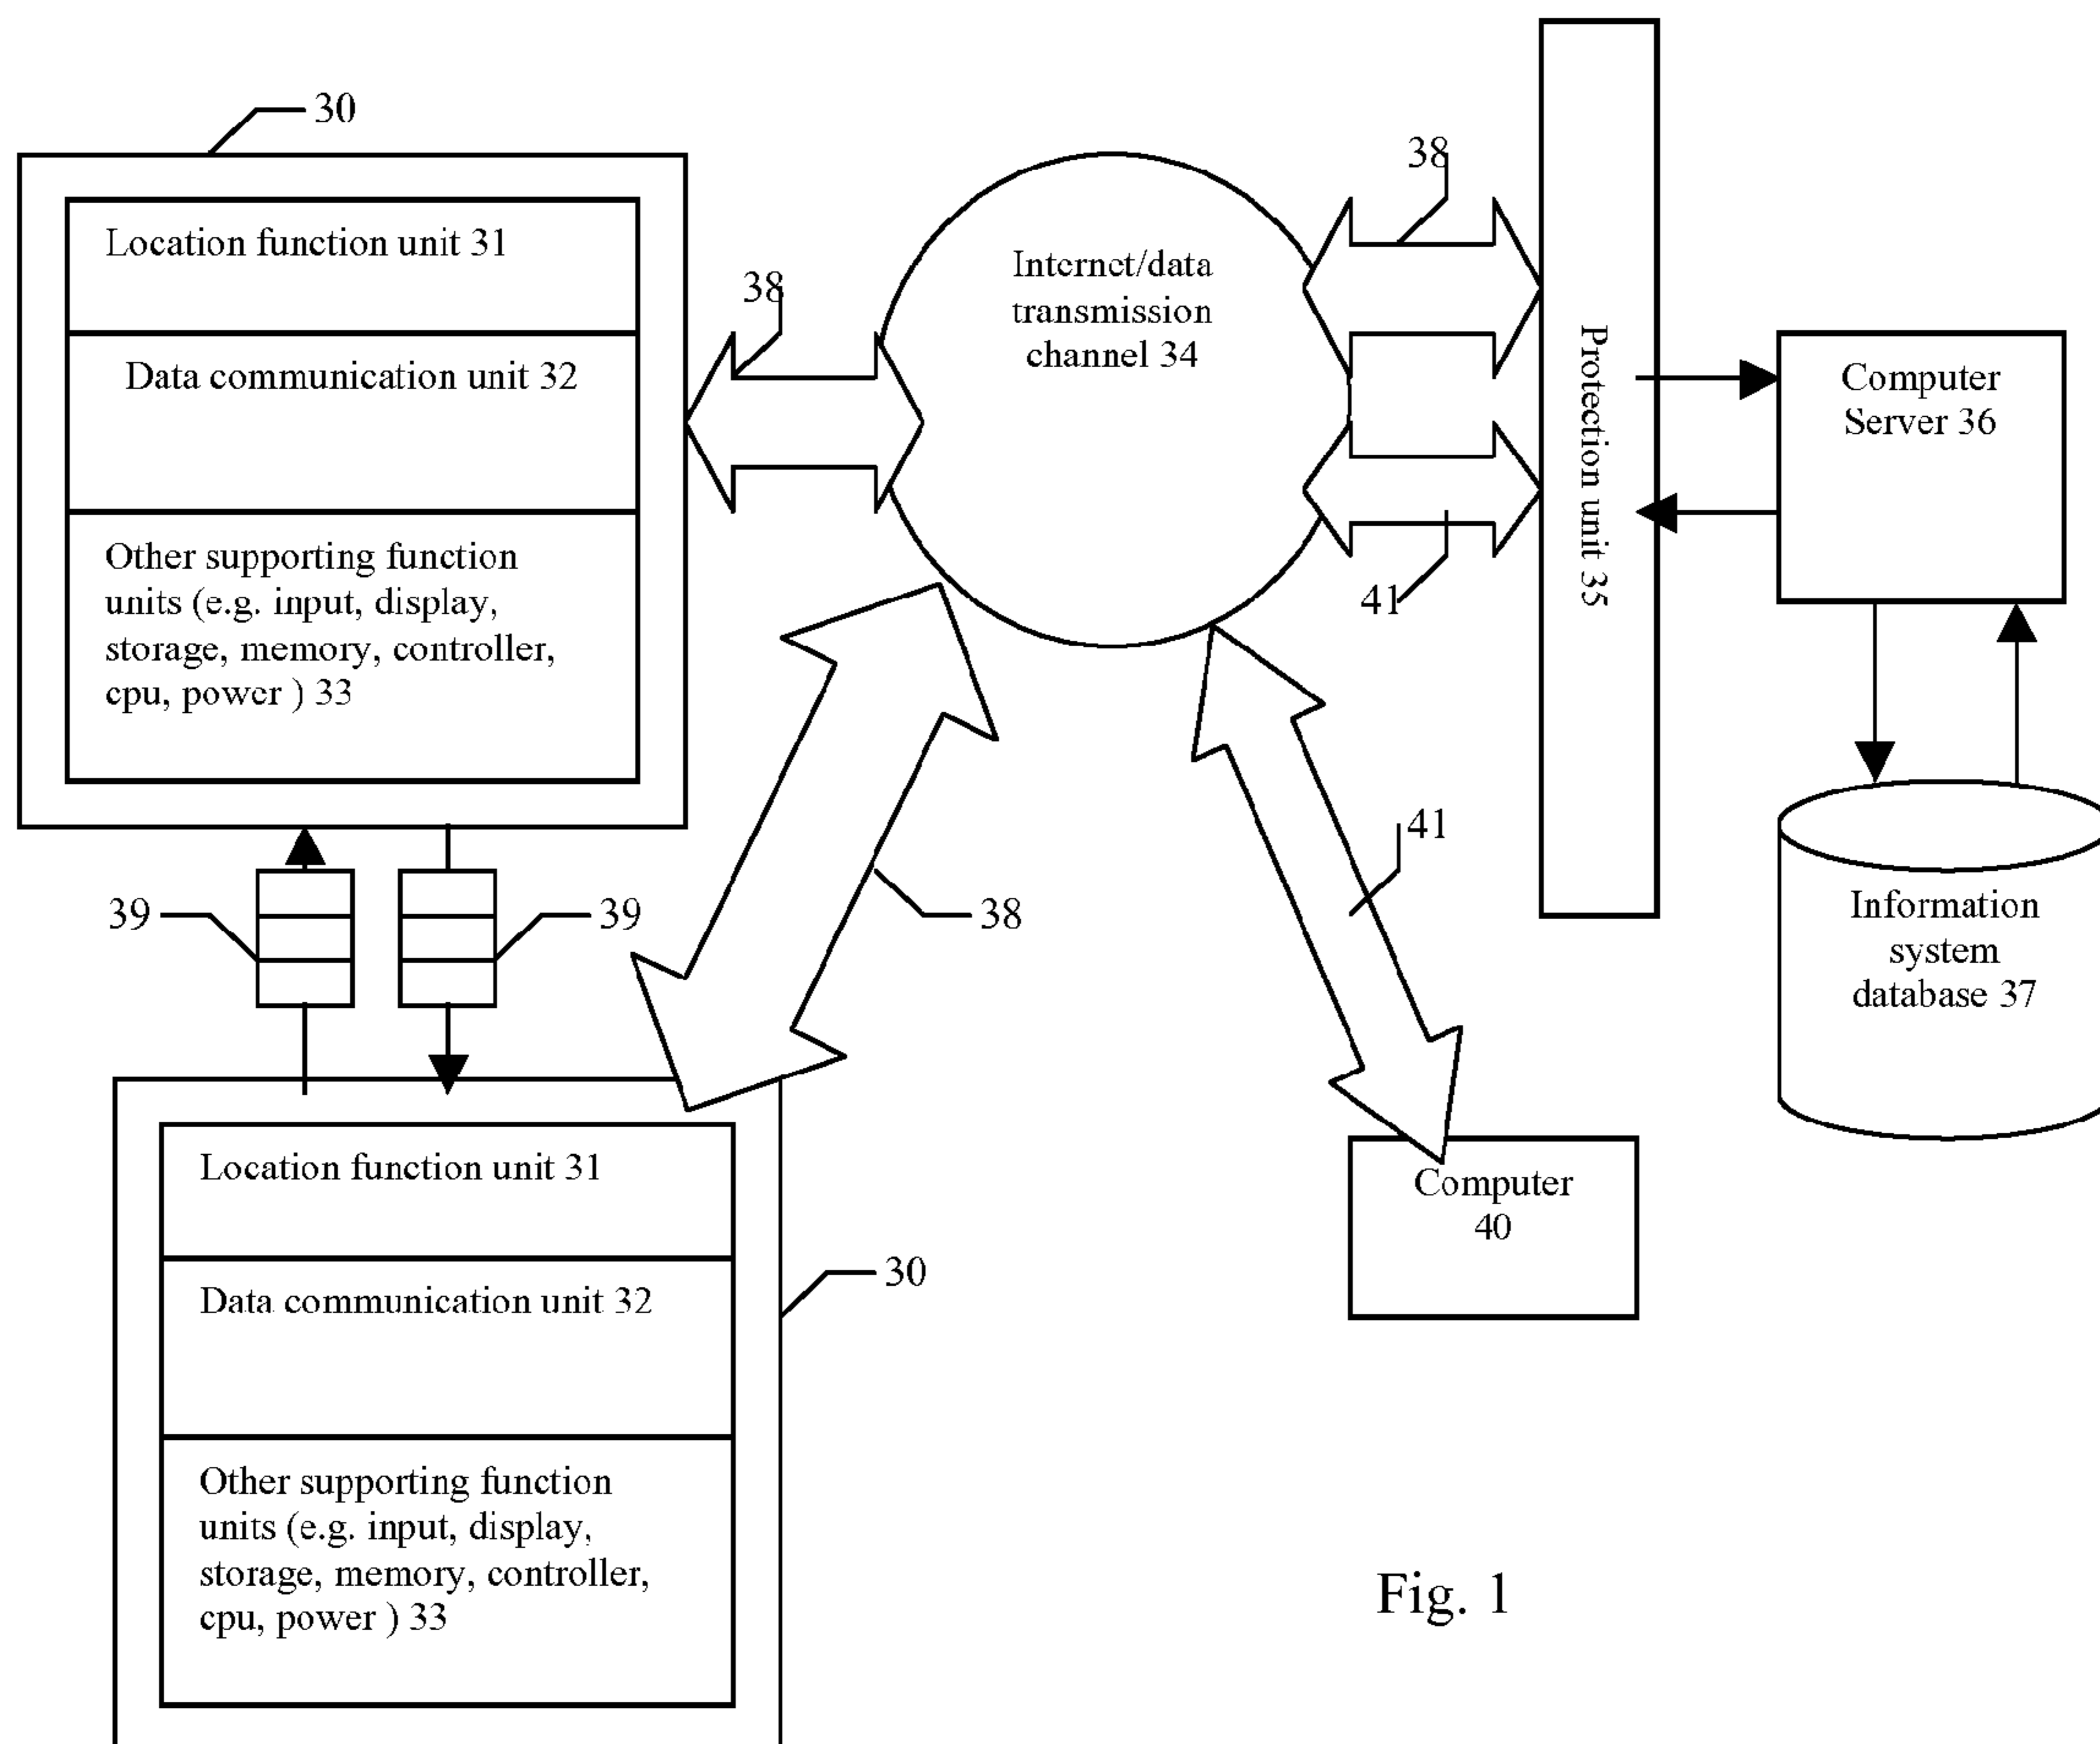 30
Location function unit 31
Data communication unit 32
Other supporting function
units (e.g. input, display,
storage, memory, controller,
cpu, power ) 33
38
Internet/data
transmission
channel 34
38
41
Protection unit 35
Computer
Server 36
39
39
38
41
Information
system
database 37
Location function unit 31
Data communication unit 32
Other supporting function
units (e.g. input, display,
storage, memory, controller,
cpu, power ) 33
30
Computer
40
Fig. 1